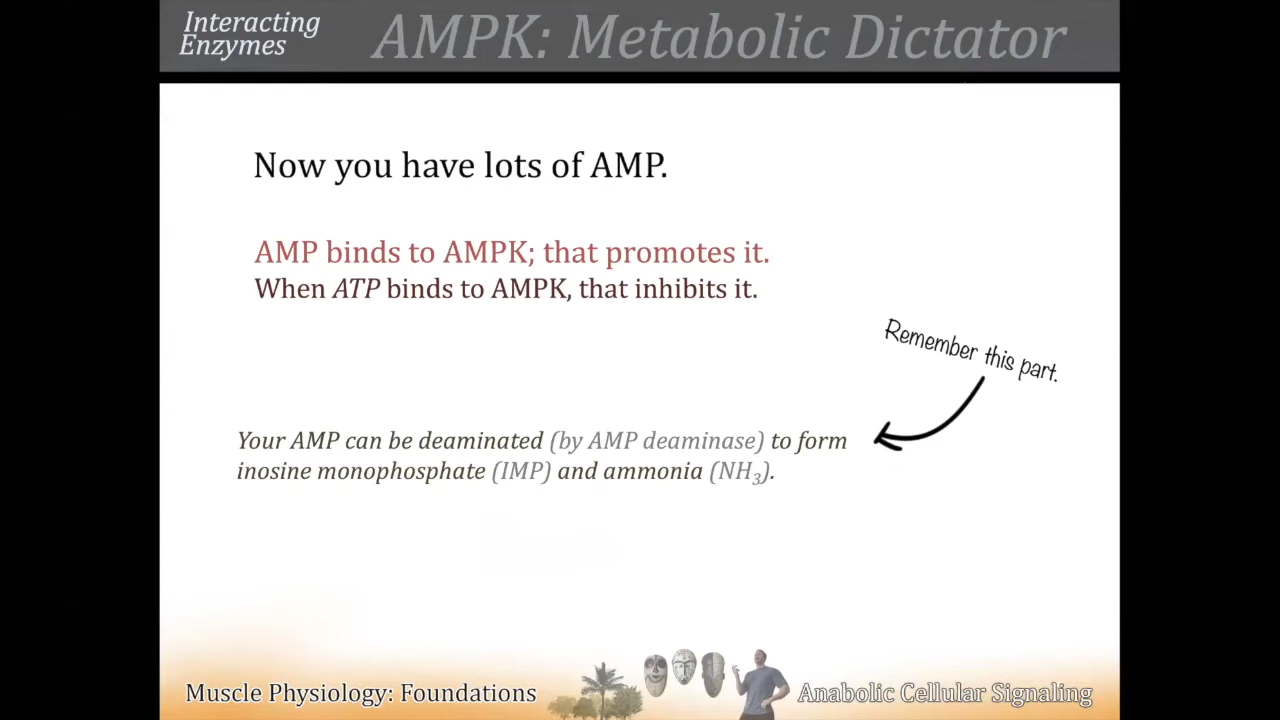 Interacting
Enzymes
AMPK: Metabolic Dictator
Now you have lots of AMP.
AMP binds to AMPK; that promotes it.
When ATP binds to AMPK, that inhibits it.
Remember this part.
Your AMP can be deaminated (by AMP deaminase) to form
inosine monophosphate (IMP) and ammonia (NH₃).
Muscle Physiology: Foundations
Anabolic Cellular Signaling